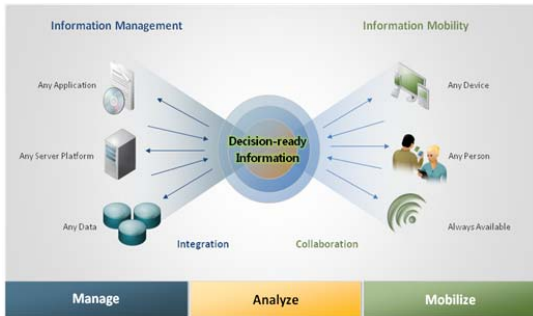 Information Management
Information Mobility
Any Application
Any Device
Decision-ready
Information
Any Server Platform
Any Person
Any Data
Always Available
Integration
Collaboration
Manage
Analyze
Mobilize